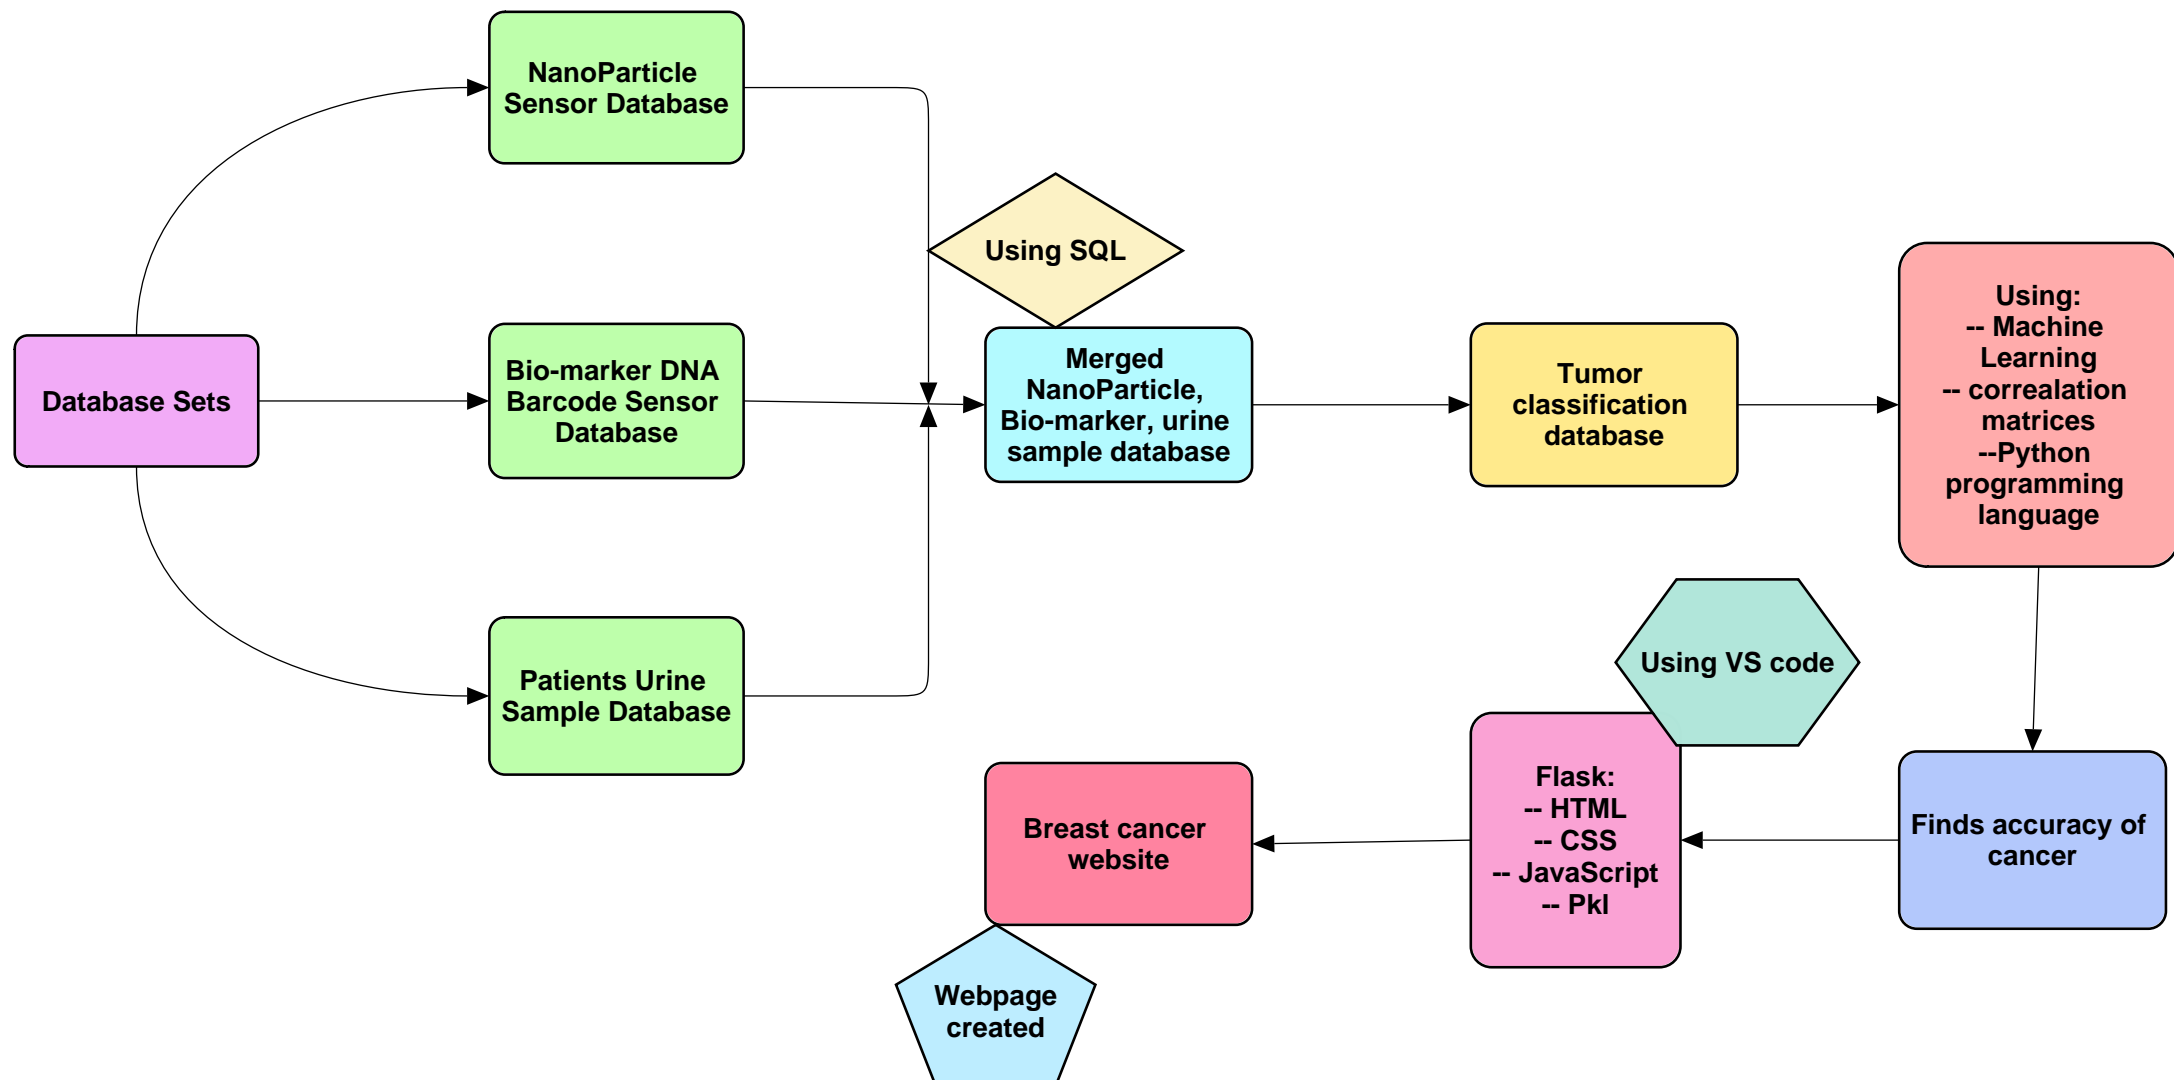 NanoParticle
Sensor Database
Using SQL
Database Sets
Bio-marker DNA
Barcode Sensor
Database
Merged
NanoParticle,
Bio-marker, urine
sample database
Tumor
classification
database
Using:
-- Machine
Learning
-- correalation
matrices
--Python
programming
language
Patients Urine
Sample Database
Using VS code
Finds accuracy of
cancer
Flask:
-- HTML
-- CSS
-- JavaScript
-- Pkl
Breast cancer
website
Webpage
created